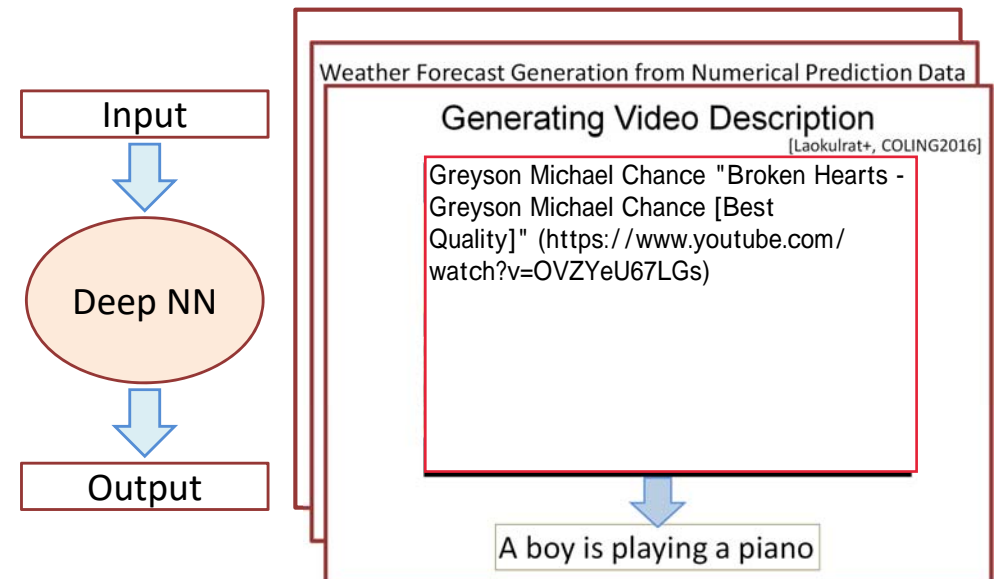 Input
Deep NN
Output
Weather Forecast Generation from Numerical Prediction Data
Generating Video Description
[Laokulrat+, COLING2016]
Greyson Michael Chance "Broken Hearts -
Greyson Michael Chance [Best
Quality]" (https://www.youtube.com/
watch?v=OVZYeU67LGs)
A boy is playing a piano